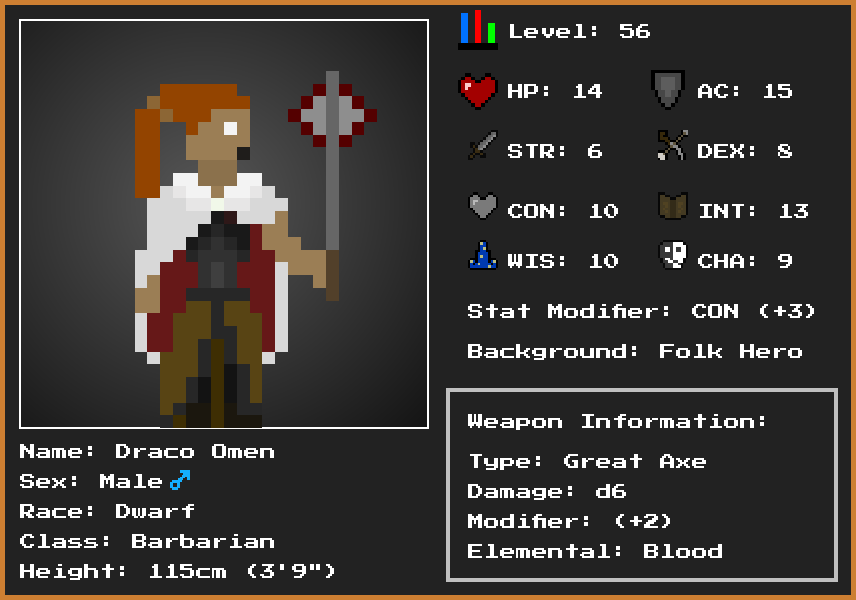 Level: 56
HP: 14 AC: 15
STR: 6 DEX: 8
CON: 10 INT: 13
WIS: 10 CHA: 9
Stat Modifier: CON (+3)
Background: Folk Hero
Weapon Information:
Type: Great Axe
Damage: d6
Modifier: (+2)
Elemental: Blood
Name: Draco Omen
Sex: Male ♂
Race: Dwarf
Class: Barbarian
Height: 115cm (3'9")